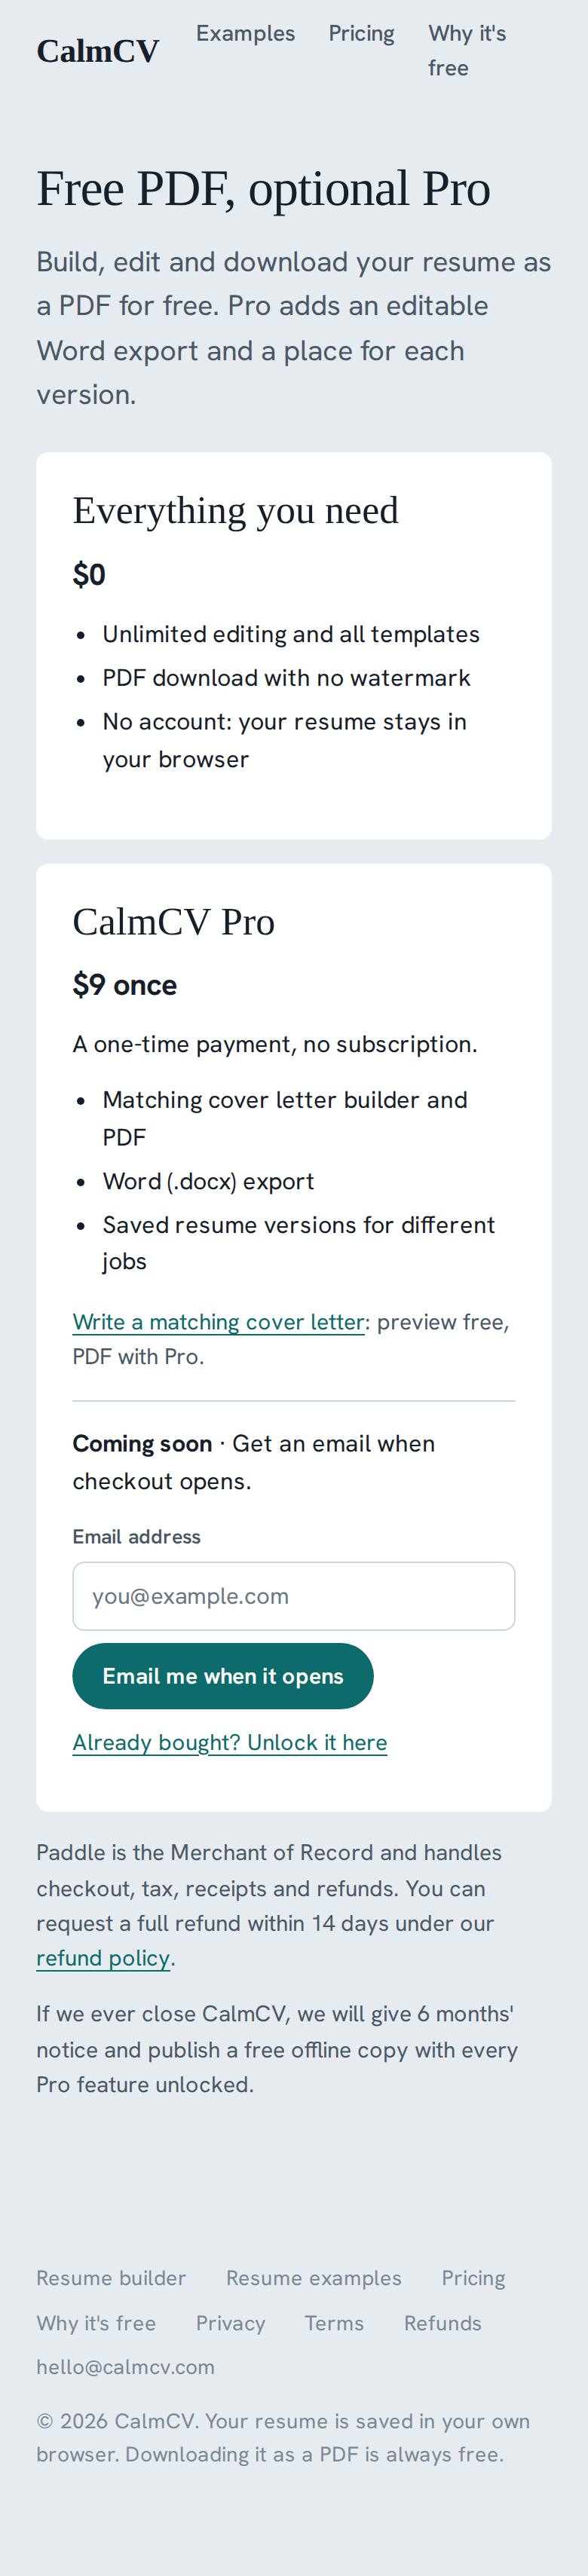 CalmCV
Examples
Pricing
Why it's
free
Free PDF, optional Pro
Build, edit and download your resume as
a PDF for free. Pro adds an editable
Word export and a place for each
version.
Everything you need
$0
• Unlimited editing and all templates
• PDF download with no watermark
• No account: your resume stays in
your browser
CalmCV Pro
$9 once
A one-time payment, no subscription.
• Matching cover letter builder and
PDF
• Word (.docx) export
• Saved resume versions for different
jobs
Write a matching cover letter: preview free,
PDF with Pro.
Coming soon · Get an email when
checkout opens.
Email address
you@example.com
Email me when it opens
Already bought? Unlock it here
Paddle is the Merchant of Record and handles
checkout, tax, receipts and refunds. You can
request a full refund within 14 days under our
refund policy.
If we ever close CalmCV, we will give 6 months'
notice and publish a free offline copy with every
Pro feature unlocked.
Resume builder Resume examples Pricing
Why it's free Privacy Terms Refunds
hello@calmcv.com
© 2026 CalmCV. Your resume is saved in your own
browser. Downloading it as a PDF is always free.